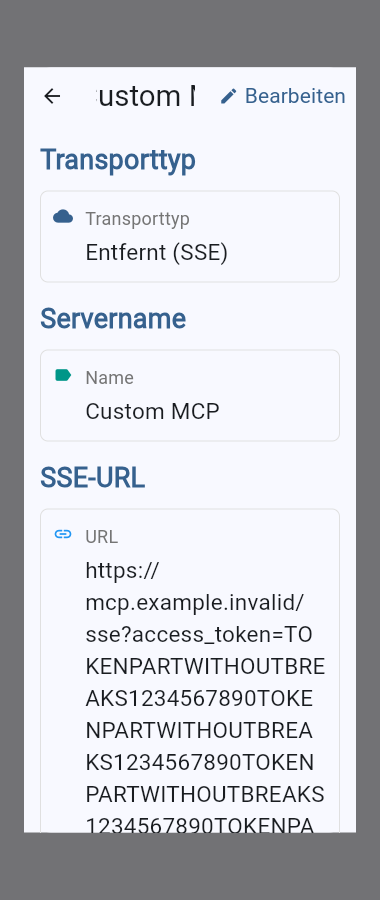 ustom
Bearbeiten
Transporttyp
Transporttyp
Entfernt (SSE)
Servername
Name
Custom MCP
SSE-URL
URL
https://
mcp.example.invalid/
sse?access_token=TO
KENPARTWITHOUTBRE
AKS1234567890TOKE
NPARTWITHOUTBREA
KS1234567890TOKEN
PARTWITHOUTBREAKS
1234567890TOKENPA